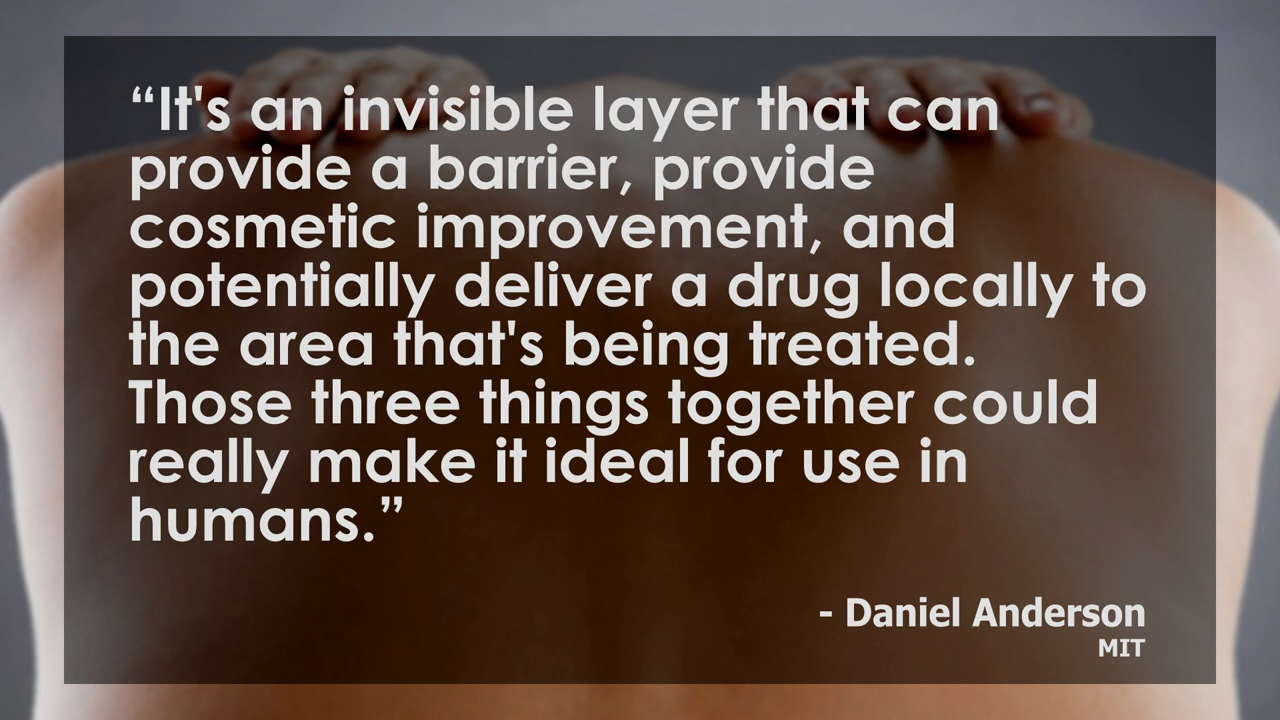 “It's an invisible layer that can
provide a barrier, provide
cosmetic improvement, and
potentially deliver a drug locally to
the area that's being treated.
Those three things together could
really make it ideal for use in
humans.”
- Daniel Anderson
MIT